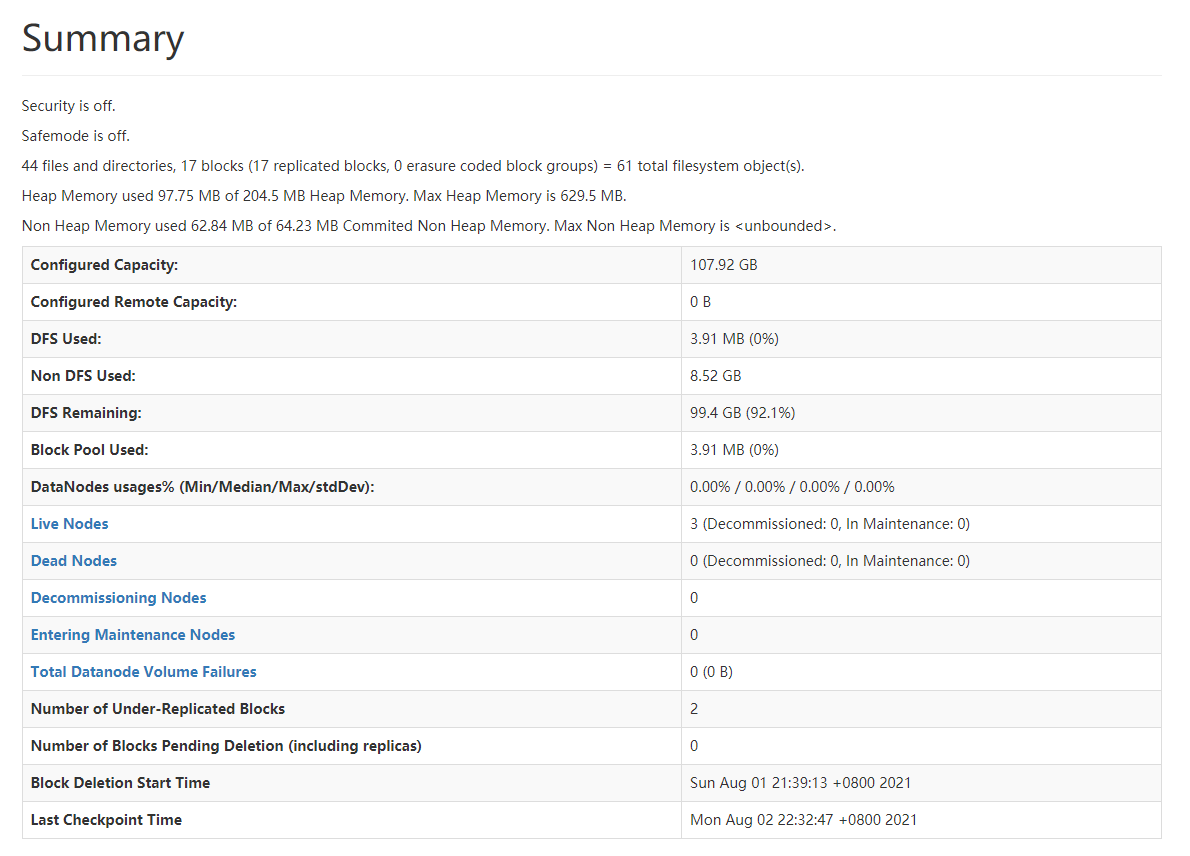 Summary
Security is off.
Safemode is off.
44 files and directories, 17 blocks (17 replicated blocks, 0 erasure coded block groups) = 61 total filesystem object(s).
Heap Memory used 97.75 MB of 204.5 MB Heap Memory. Max Heap Memory is 629.5 MB.
Non Heap Memory used 62.84 MB of 64.23 MB Commited Non Heap Memory. Max Non Heap Memory is <unbounded>.
Configured Capacity: 107.92 GB
Configured Remote Capacity: 0 B
DFS Used: 3.91 MB (0%)
Non DFS Used: 8.52 GB
DFS Remaining: 99.4 GB (92.1%)
Block Pool Used: 3.91 MB (0%)
DataNodes usages% (Min/Median/Max/stdDev): 0.00% / 0.00% / 0.00% / 0.00%
Live Nodes 3 (Decommissioned: 0, In Maintenance: 0)
Dead Nodes 0 (Decommissioned: 0, In Maintenance: 0)
Decommissioning Nodes 0
Entering Maintenance Nodes 0
Total Datanode Volume Failures 0 (0 B)
Number of Under-Replicated Blocks 2
Number of Blocks Pending Deletion (including replicas) 0
Block Deletion Start Time Sun Aug 01 21:39:13 +0800 2021
Last Checkpoint Time Mon Aug 02 22:32:47 +0800 2021